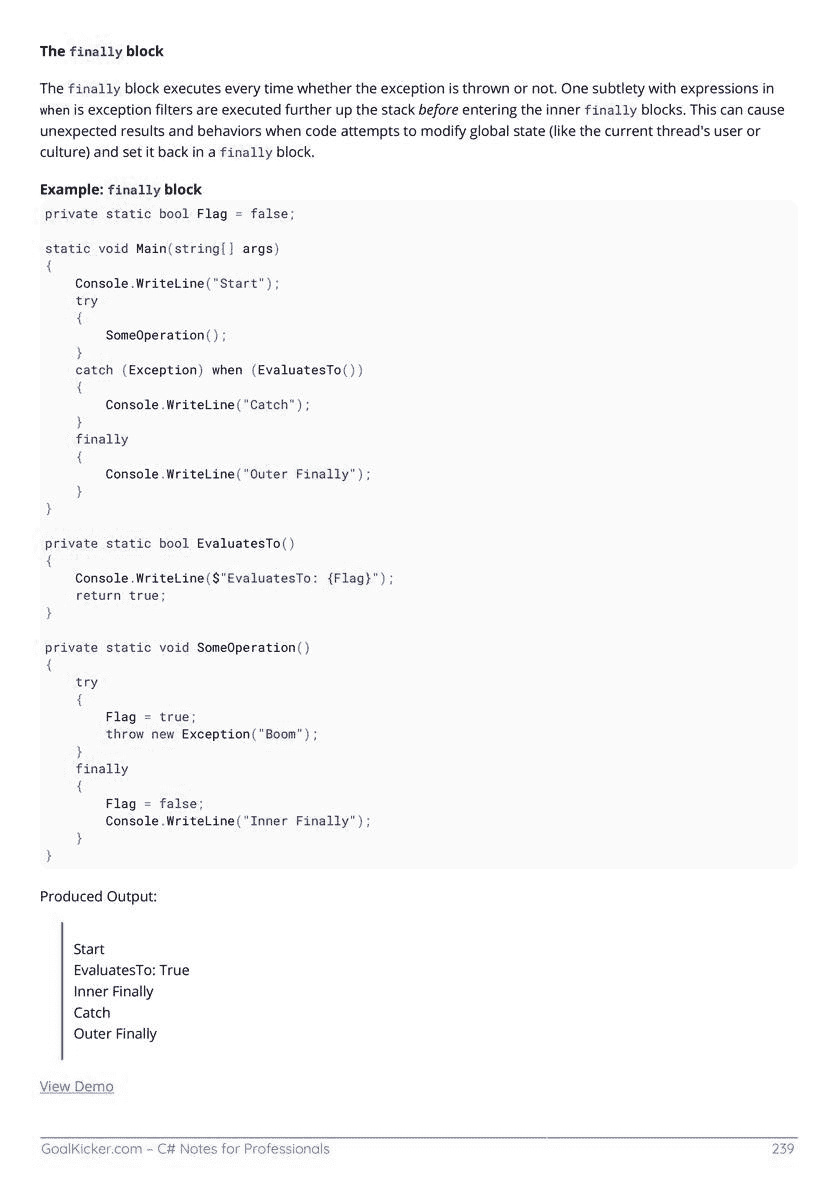 The finally block
The finally block executes every time whether the exception is thrown or not. One subtlety with expressions in
when is exception filters are executed further up the stack before entering the inner finally blocks. This can cause
unexpected results and behaviors when code attempts to modify global state (like the current thread's user or
culture) and set it back in a finally block.
Example: finally block
private static bool Flag = false;
static void Main(string[] args)
{
    Console.WriteLine("Start");
    try
    {
        SomeOperation();
    }
    catch (Exception) when (EvaluatesTo())
    {
        Console.WriteLine("Catch");
    }
    finally
    {
        Console.WriteLine("Outer Finally");
    }
}
private static bool EvaluatesTo()
{
    Console.WriteLine($"EvaluatesTo: {Flag}");
    return true;
}
private static void SomeOperation()
{
    try
    {
        Flag = true;
        throw new Exception("Boom");
    }
    finally
    {
        Flag = false;
        Console.WriteLine("Inner Finally");
    }
}
Produced Output:
Start
EvaluatesTo: True
Inner Finally
Catch
Outer Finally
View Demo
GoalKicker.com – C# Notes for Professionals 239